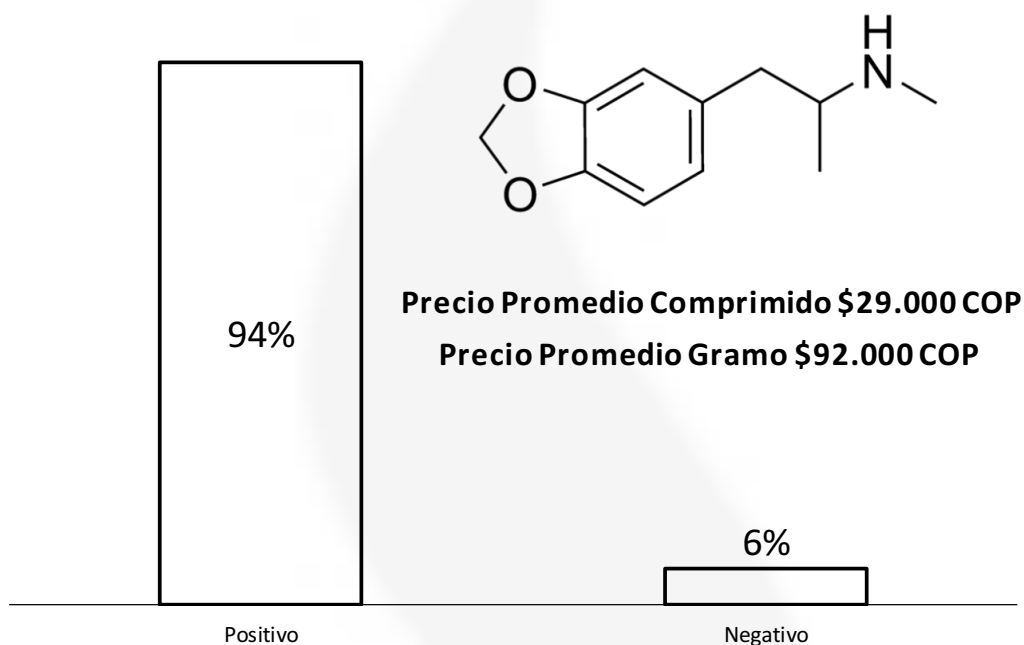 H
N
O
O
Precio Promedio Comprimido $29.000 COP
Precio Promedio Gramo $92.000 COP
94%
6%
Positivo
Negativo